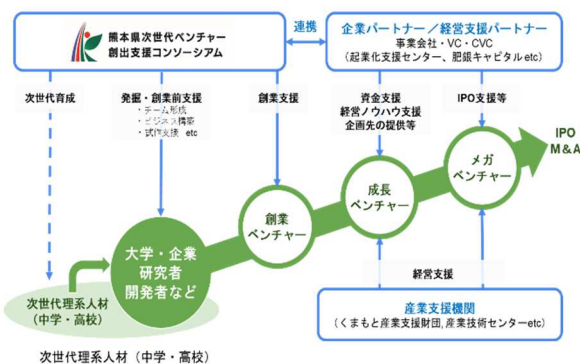 熊本県次世代ベンチャー
創出支援コンソーシアム
連携
企業パートナー／経営支援パートナー
事業会社・VC・CVC
（起業化支援センター、肥銀キャピタルetc）
次世代育成
発掘・創業前支援
・チーム形成
・ビジネス構築
・試作支援 etc
創業支援
資金支援
経営ノウハウ支援
企画先の提供等
IPO支援等
IPO
M&A
メガ
ベンチャー
成長
ベンチャー
創業
ベンチャー
大学・企業
研究者
開発者など
次世代理系人材
（中学・高校）
経営支援
産業支援機関
（くまもと産業支援財団, 産業技術センターetc）
次世代理系人材（中学・高校）